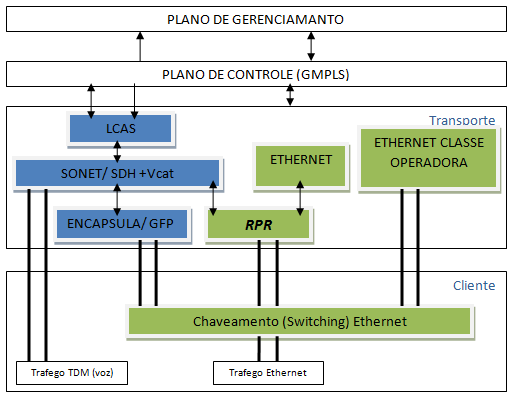 PLANO DE GERENCIAMANTO
PLANO DE CONTROLE (GMPLS)
Transporte
LCAS
ETHERNET CLASSE
OPERADORA
SONET/ SDH +Vcat
ETHERNET
ENCAPSULA/ GFP
RPR
Cliente
Chaveamento (Switching) Ethernet
Trafego TDM (voz)
Trafego Ethernet